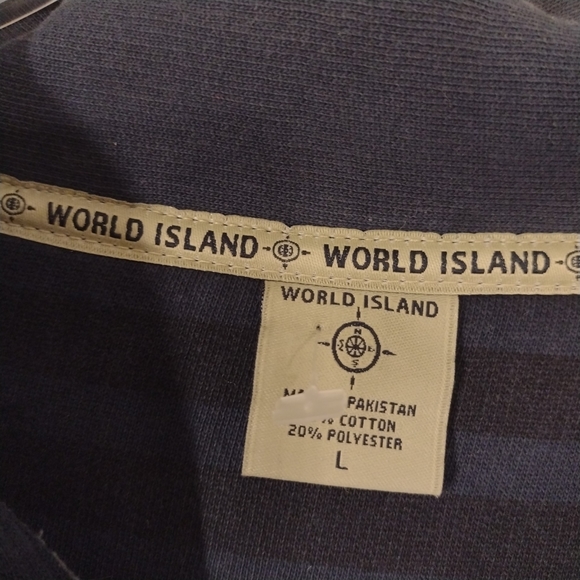 WORLD ISLAND WORLD ISLAND
WORLD ISLAND
N
S
PAKISTAN
% COTTON
20% POLYESTER
L